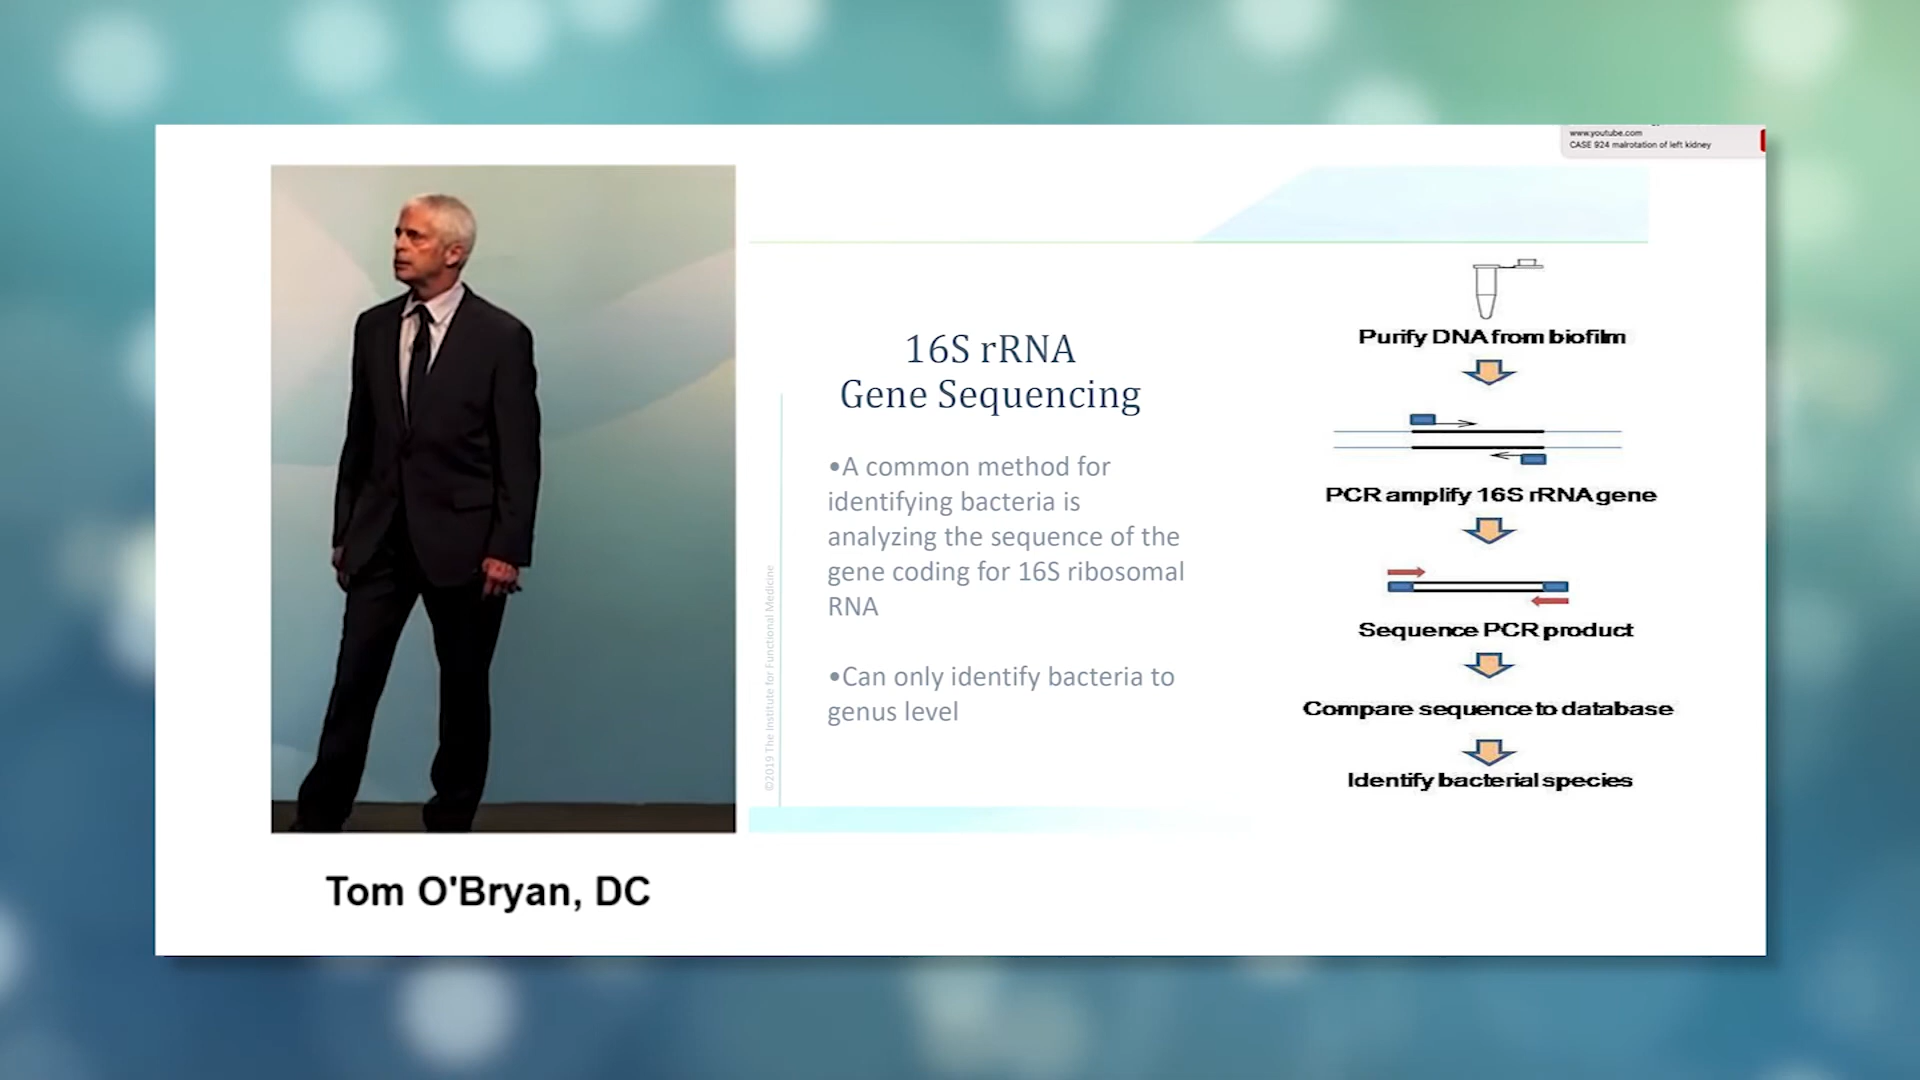 www.youtube.com
CASE 924 malrotation of left kidney
16S rRNA
Gene Sequencing
•A common method for
identifying bacteria is
analyzing the sequence of the
gene coding for 16S ribosomal
RNA
•Can only identify bacteria to
genus level
©2019 The Institute for Functional Medicine
Purify DNA from biofilm
PCR amplify 16S rRNA gene
Sequence PCR product
Compare sequence to database
Identify bacterial species
Tom O'Bryan, DC